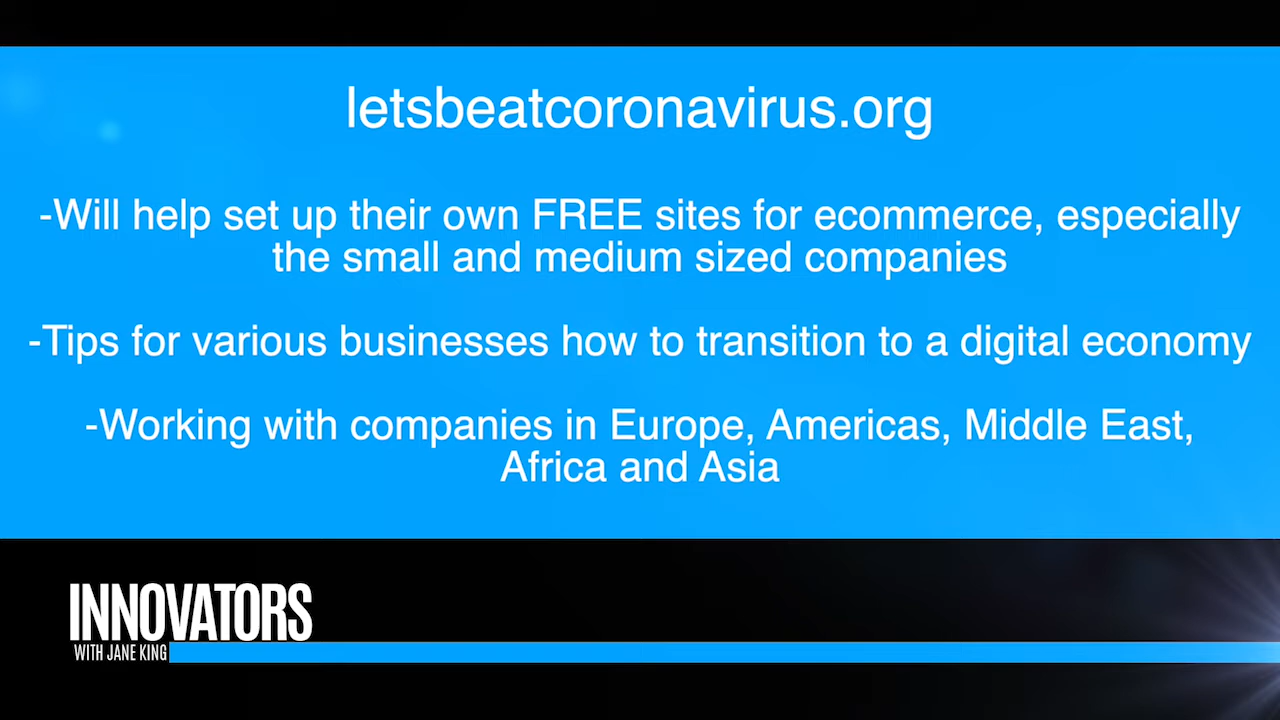 letsbeatcoronavirus.org
-Will help set up their own FREE sites for ecommerce, especially
the small and medium sized companies
-Tips for various businesses how to transition to a digital economy
-Working with companies in Europe, Americas, Middle East,
Africa and Asia
INNOVATORS
WITH JANE KING